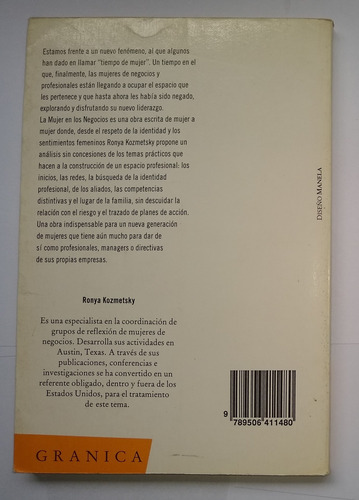 Estamos frente a un nuevo fenómeno, al que algunos
han dado en llamar "tiempo de mujer". Un tiempo en el
que, finalmente, las mujeres de negocios y
profesionales están llegando a ocupar el espacio que
les pertenece y que hasta ahora les había sido negado,
explorando y disfrutando su nuevo liderazgo.
La Mujer en los Negocios es una obra escrita de mujer a
mujer donde, desde el respeto de la identidad y los
sentimientos femeninos Ronya Kozmetsky propone un
análisis sin concesiones de los temas prácticos que
hacen a la construcción de un espacio profesional: los
inicios, las redes, la búsqueda de la identidad
profesional, de los aliados, las competencias
distintivas y el lugar de la familia, sin descuidar la
relación con el riesgo y el trazado de planes de acción.
Una obra indispensable para un nueva generación
de mujeres que tiene aún mucho para dar de
sí como profesionales, managers o directivas
de sus propias empresas.
Ronya Kozmetsky
Es una especialista en la coordinación de
grupos de reflexión de mujeres de
negocios. Desarrolla sus actividades en
Austin, Texas. A través de sus
publicaciones, conferencias e
investigaciones se ha convertido en un
referente obligado, dentro y fuera de los
Estados Unidos, para el tratamiento
de este tema.
DISEÑO MANELA
9 789506 411480
GRANICA